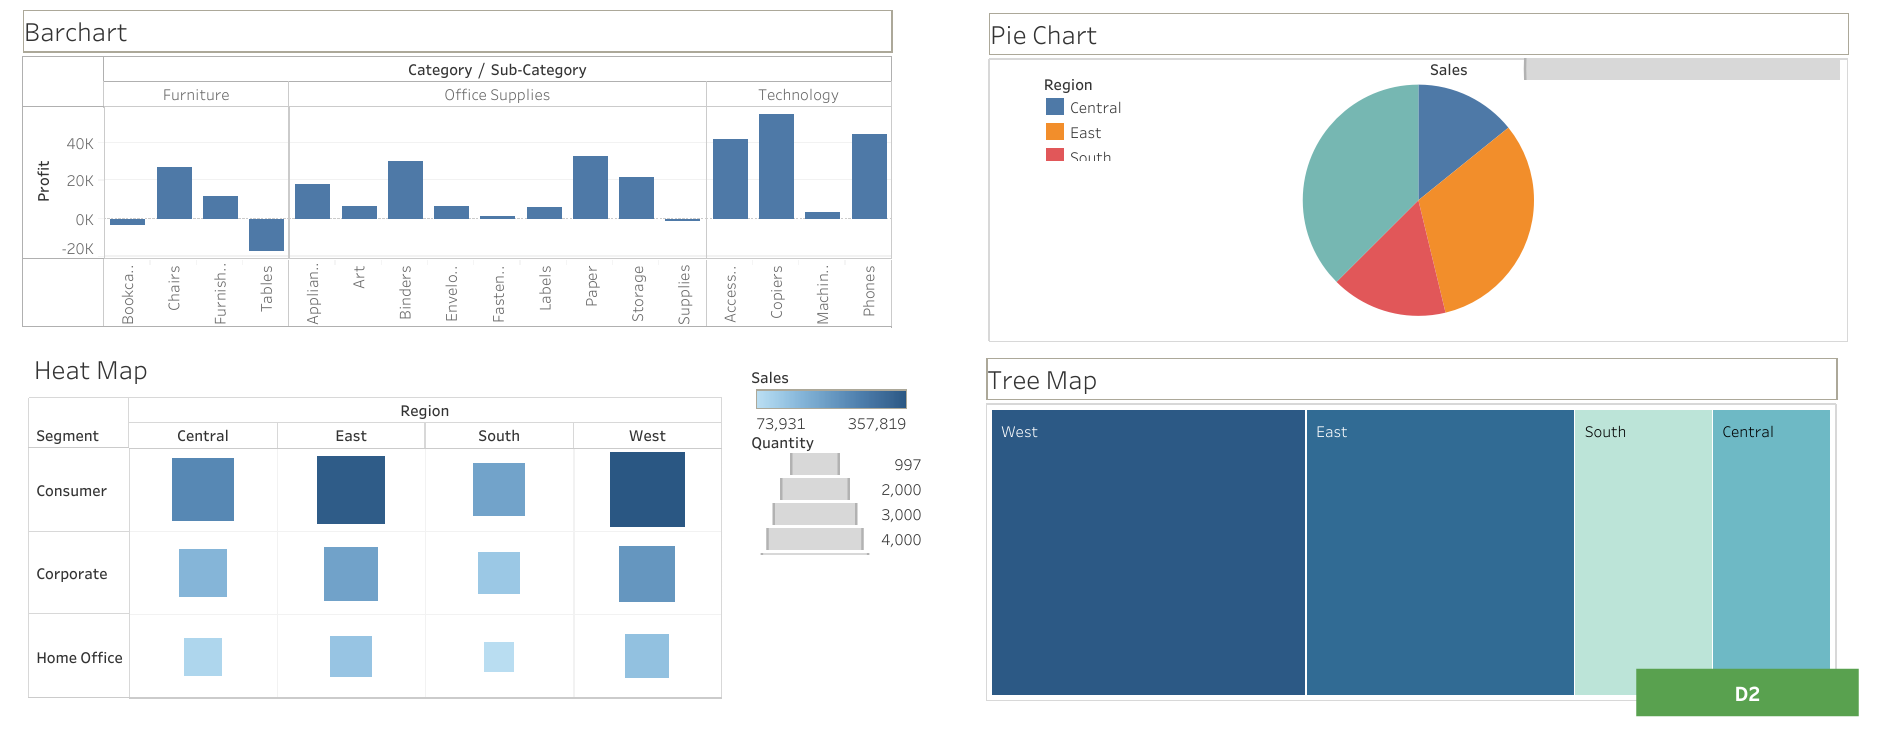 Barchart
Category / Sub-Category
Furniture
Office Supplies
Technology
Profit
40K
20K
0K
-20K
Bookca..
Chairs
Furnish..
Tables
Applian..
Art
Binders
Envelo..
Fasten..
Labels
Paper
Storage
Supplies
Access..
Copiers
Machin..
Phones
Pie Chart
Sales
Region
Central
East
South
Heat Map
Region
Segment
Central
East
South
West
Consumer
Corporate
Home Office
Sales
73,931 357,819
Quantity
997
2,000
3,000
4,000
Tree Map
West
East
South
Central
D2